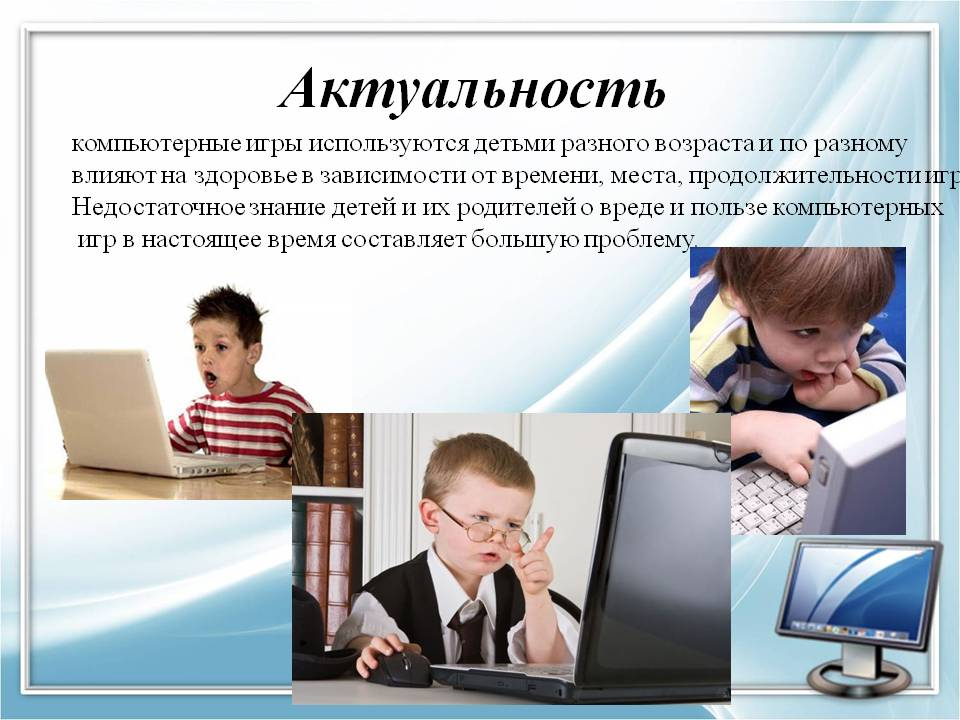 Актуальность
компьютерные игры используются детьми разного возраста и по разному
влияют на здоровье в зависимости от времени, места, продолжительности игр
Недостаточное знание детей и их родителей о вреде и пользе компьютерных
игр в настоящее время составляет большую проблему.